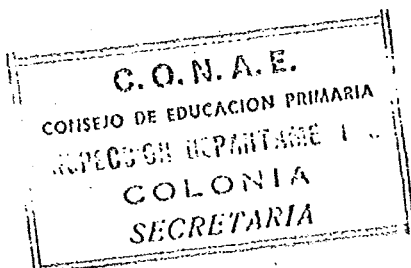 C.O.N.A.E.
CONSEJO DE EDUCACION PRIMARIA
COLONIA
SECRETARIA